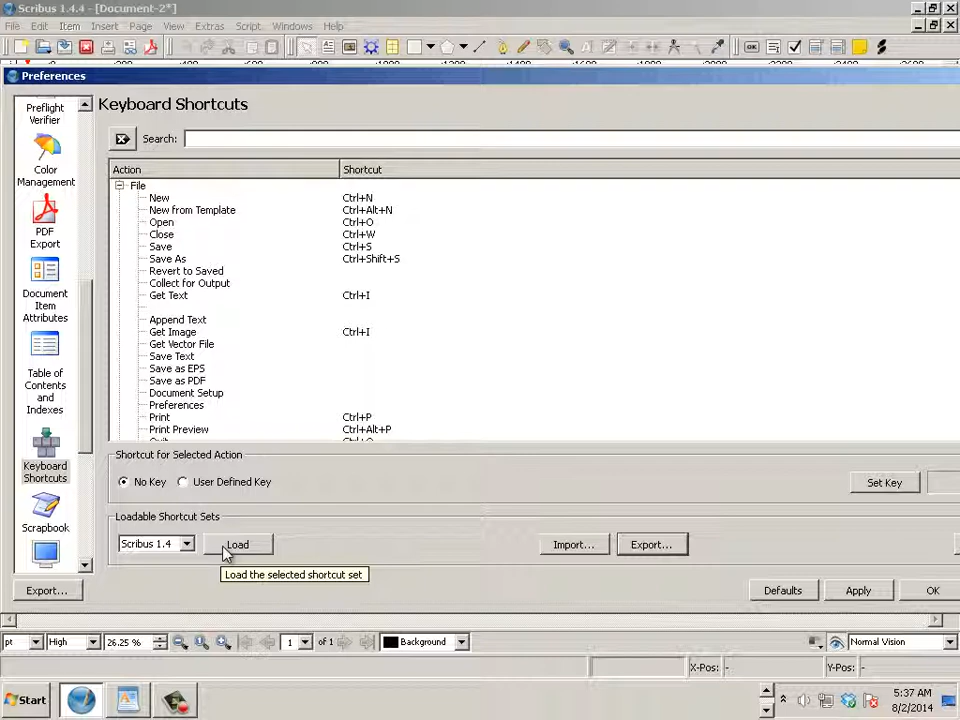 Scribus 1.4.4 - [Document-2*]
File Edit Item Insert Page View Extras Script Windows Help
Preferences
Preflight
Verifier
Color
Management
PDF
Export
Document
Item
Attributes
Table of
Contents
and
Indexes
Keyboard
Shortcuts
Scrapbook
Export...
Keyboard Shortcuts
Search:
Action Shortcut
File
New Ctrl+N
New from Template Ctrl+Alt+N
Open Ctrl+O
Close Ctrl+W
Save Ctrl+S
Save As Ctrl+Shift+S
Revert to Saved
Collect for Output
Get Text Ctrl+I
Append Text
Get Image Ctrl+I
Get Vector File
Save Text
Save as EPS
Save as PDF
Document Setup
Preferences
Print Ctrl+P
Print Preview Ctrl+Alt+P
Shortcut for Selected Action
No Key User Defined Key Set Key
Loadable Shortcut Sets
Scribus 1.4 Load Import... Export...
Load the selected shortcut set
Defaults Apply OK
pt High 26.25 % 1 of 1 Background Normal Vision
X-Pos: - Y-Pos: -
Start 5:37 AM
8/2/2014